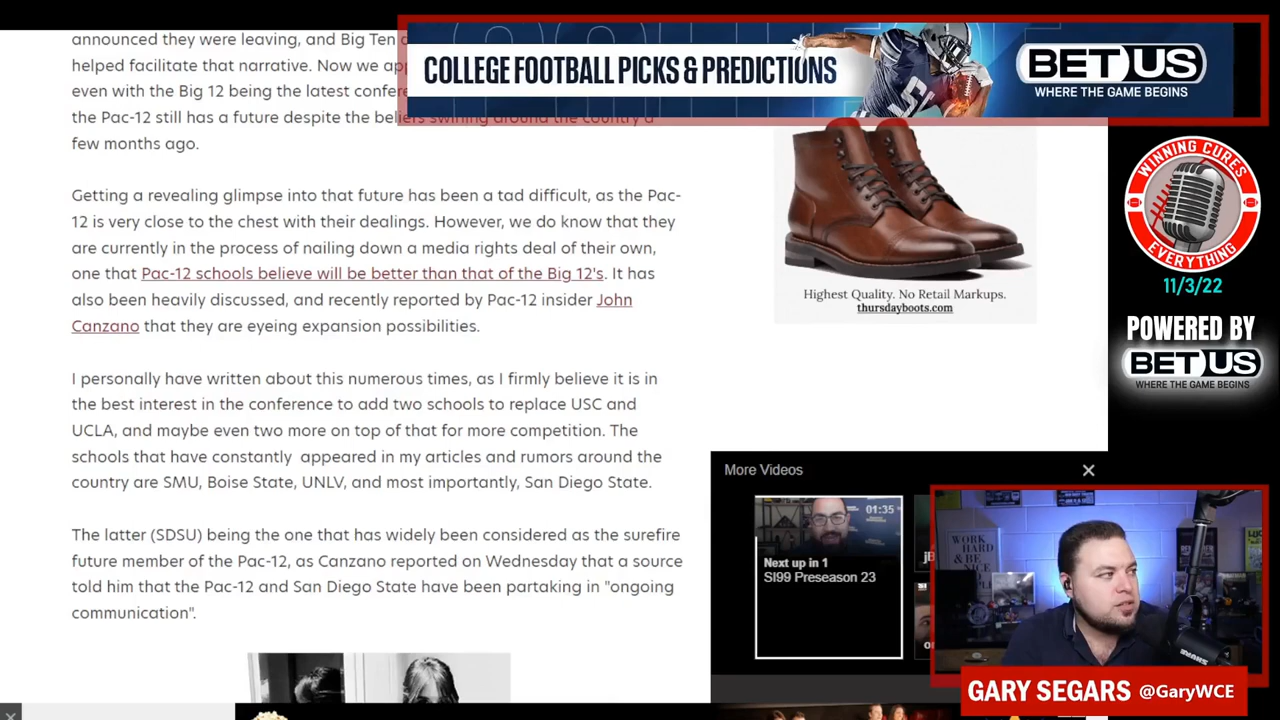 announced they were leaving, and Big Ten
helped facilitate that narrative. Now we
even with the Big 12 being the latest
the Pac-12 still has a future despite the beliefs swirling around the country a
few months ago.
Getting a revealing glimpse into that future has been a tad difficult, as the Pac-
12 is very close to the chest with their dealings. However, we do know that they
are currently in the process of nailing down a media rights deal of their own,
one that Pac-12 schools believe will be better than that of the Big 12's. It has
also been heavily discussed, and recently reported by Pac-12 insider John
Canzano that they are eyeing expansion possibilities.
I personally have written about this numerous times, as I firmly believe it is in
the best interest in the conference to add two schools to replace USC and
UCLA, and maybe even two more on top of that for more competition. The
schools that have constantly appeared in my articles and rumors around the
country are SMU, Boise State, UNLV, and most importantly, San Diego State.
The latter (SDSU) being the one that has widely been considered as the surefire
future member of the Pac-12, as Canzano reported on Wednesday that a source
told him that the Pac-12 and San Diego State have been partaking in "ongoing
communication".
COLLEGE FOOTBALL PICKS & PREDICTIONS
BETUS
WHERE THE GAME BEGINS
Highest Quality. No Retail Markups.
thursdayboots.com
WINNING CURES
EVERYTHING
11/3/22
POWERED BY
BETUS
WHERE THE GAME BEGINS
More Videos
01:35
Next up in 1
SI99 Preseason 23
WORK
HARD &
GARY SEGARS @GaryWCE